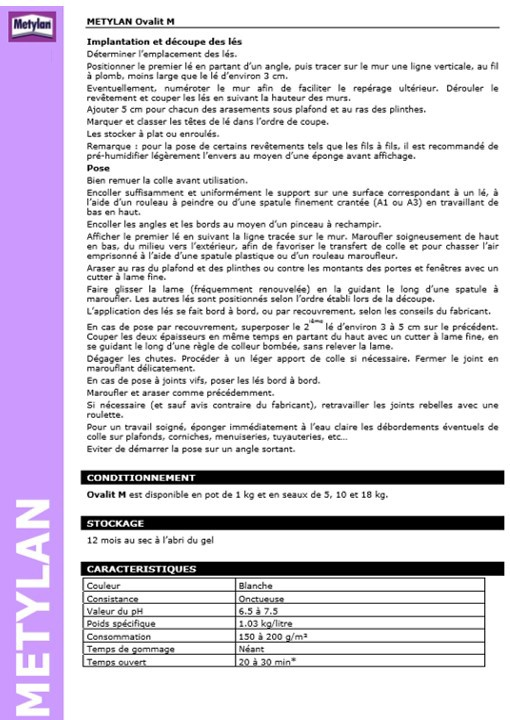 Metylan
METYLAN Ovalit M
Implantation et découpe des lés
Déterminer l'emplacement des lés.
Positionner le premier lé en partant d'un angle, puis tracer sur le mur une ligne verticale, au fil
à plomb, moins large que le lé d'environ 3 cm.
Eventuellement, numéroter le mur afin de faciliter le repérage ultérieur. Dérouler le
revêtement et couper les lés en suivant la hauteur des murs.
Ajouter 5 cm pour chacun des arasements sous plafond et au ras des plinthes.
Marquer et classer les têtes de lé dans l'ordre de coupe.
Les stocker à plat ou enroulés.
Remarque : pour la pose de certains revêtements tels que les fils à fils, il est recommandé de
pré-humidifier légèrement l'envers au moyen d'une éponge avant affichage.
Pose
Bien remuer la colle avant utilisation.
Encoller suffisamment et uniformément le support sur une surface correspondant à un lé, à
l'aide d'un rouleau à peindre ou d'une spatule finement crantée (A1 ou A3) en travaillant de
bas en haut.
Encoller les angles et les bords au moyen d'un pinceau à rechampir.
Afficher le premier lé en suivant la ligne tracée sur le mur. Maroufler soigneusement de haut
en bas, du milieu vers l'extérieur, afin de favoriser le transfert de colle et pour chasser l'air
emprisonné à l'aide d'une spatule plastique ou d'un rouleau maroufleur.
Araser au ras du plafond et des plinthes ou contre les montants des portes et fenêtres avec un
cutter à lame fine.
Faire glisser la lame (fréquemment renouvelée) en la guidant le long d'une spatule à
maroufler. Les autres lés sont positionnés selon l'ordre établi lors de la découpe.
L'application des lés se fait bord à bord, ou par recouvrement, selon les conseils du fabricant.
En cas de pose par recouvrement, superposer le 2ième lé d'environ 3 à 5 cm sur le précédent.
Couper les deux épaisseurs en même temps en partant du haut avec un cutter à lame fine, en
se guidant le long d'une règle de colleur bombée, sans relever la lame.
Dégager les chutes. Procéder à un léger apport de colle si nécessaire. Fermer le joint en
marouflant délicatement.
En cas de pose à joints vifs, poser les lés bord à bord.
Maroufler et araser comme précédemment.
Si nécessaire (et sauf avis contraire du fabricant), retravailler les joints rebelles avec une
roulette.
Pour un travail soigné, éponger immédiatement à l'eau claire les débordements éventuels de
colle sur plafonds, corniches, menuiseries, tuyauteries, etc...
Eviter de démarrer la pose sur un angle sortant.
CONDITIONNEMENT
Ovalit M est disponible en pot de 1 kg et en seaux de 5, 10 et 18 kg.
STOCKAGE
12 mois au sec à l'abri du gel
CARACTERISTIQUES
Couleur Blanche
Consistance Onctueuse
Valeur du pH 6.5 à 7.5
Poids spécifique 1.03 kg/litre
Consommation 150 à 200 g/m²
Temps de gommage Néant
Temps ouvert 20 à 30 min*
METYLAN